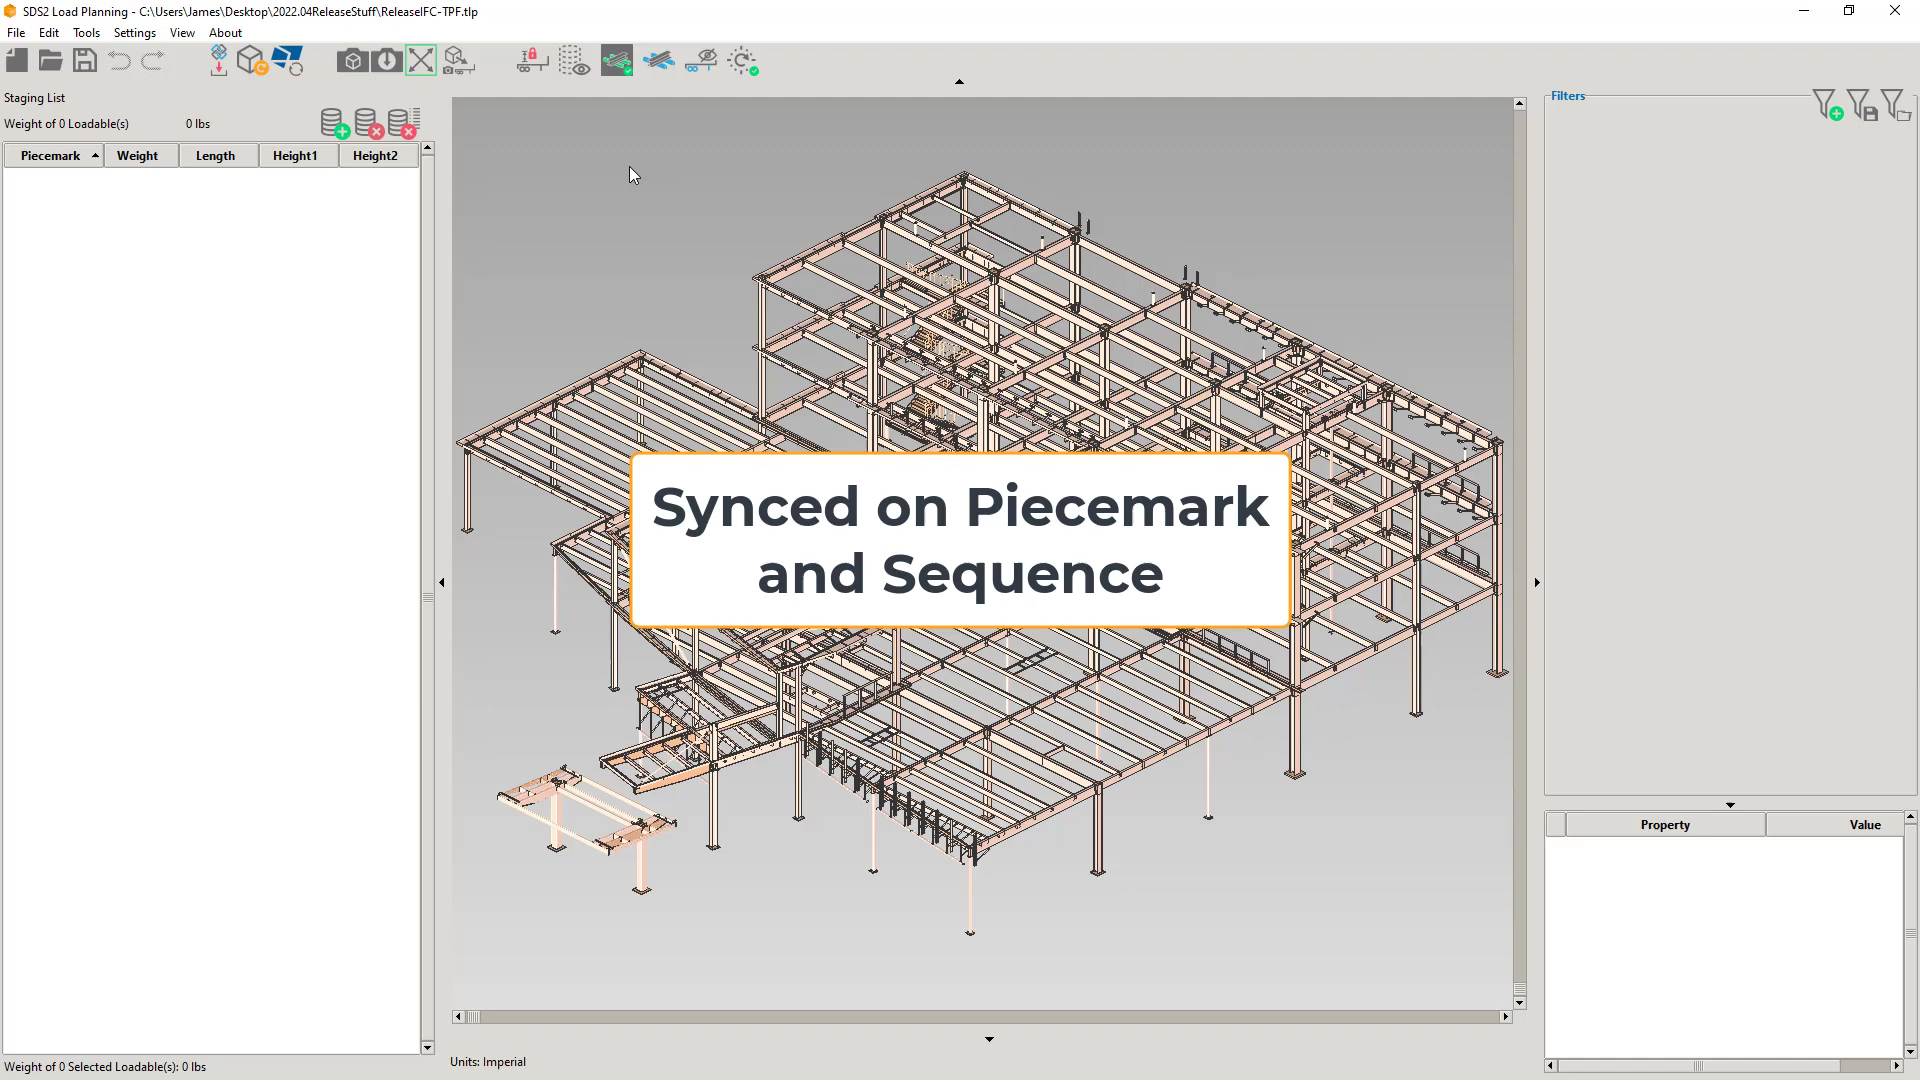 SDS2 Load Planning - C:\Users\James\Desktop\2022.04ReleaseStuff\ReleaseIFC-TPF.tlp
File Edit Tools Settings View About
Staging List
Weight of 0 Loadable(s) 0 lbs
Piecemark Weight Length Height1 Height2
Filters
Synced on Piecemark
and Sequence
Property Value
Units: Imperial
Weight of 0 Selected Loadable(s): 0 lbs